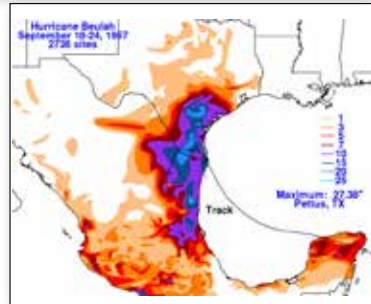 Hurricane Beulah
September 18-24, 1967
2736 sites
1
3
5
7
10
15
20
25
Maximum: 27.38"
Pettus, TX
Track